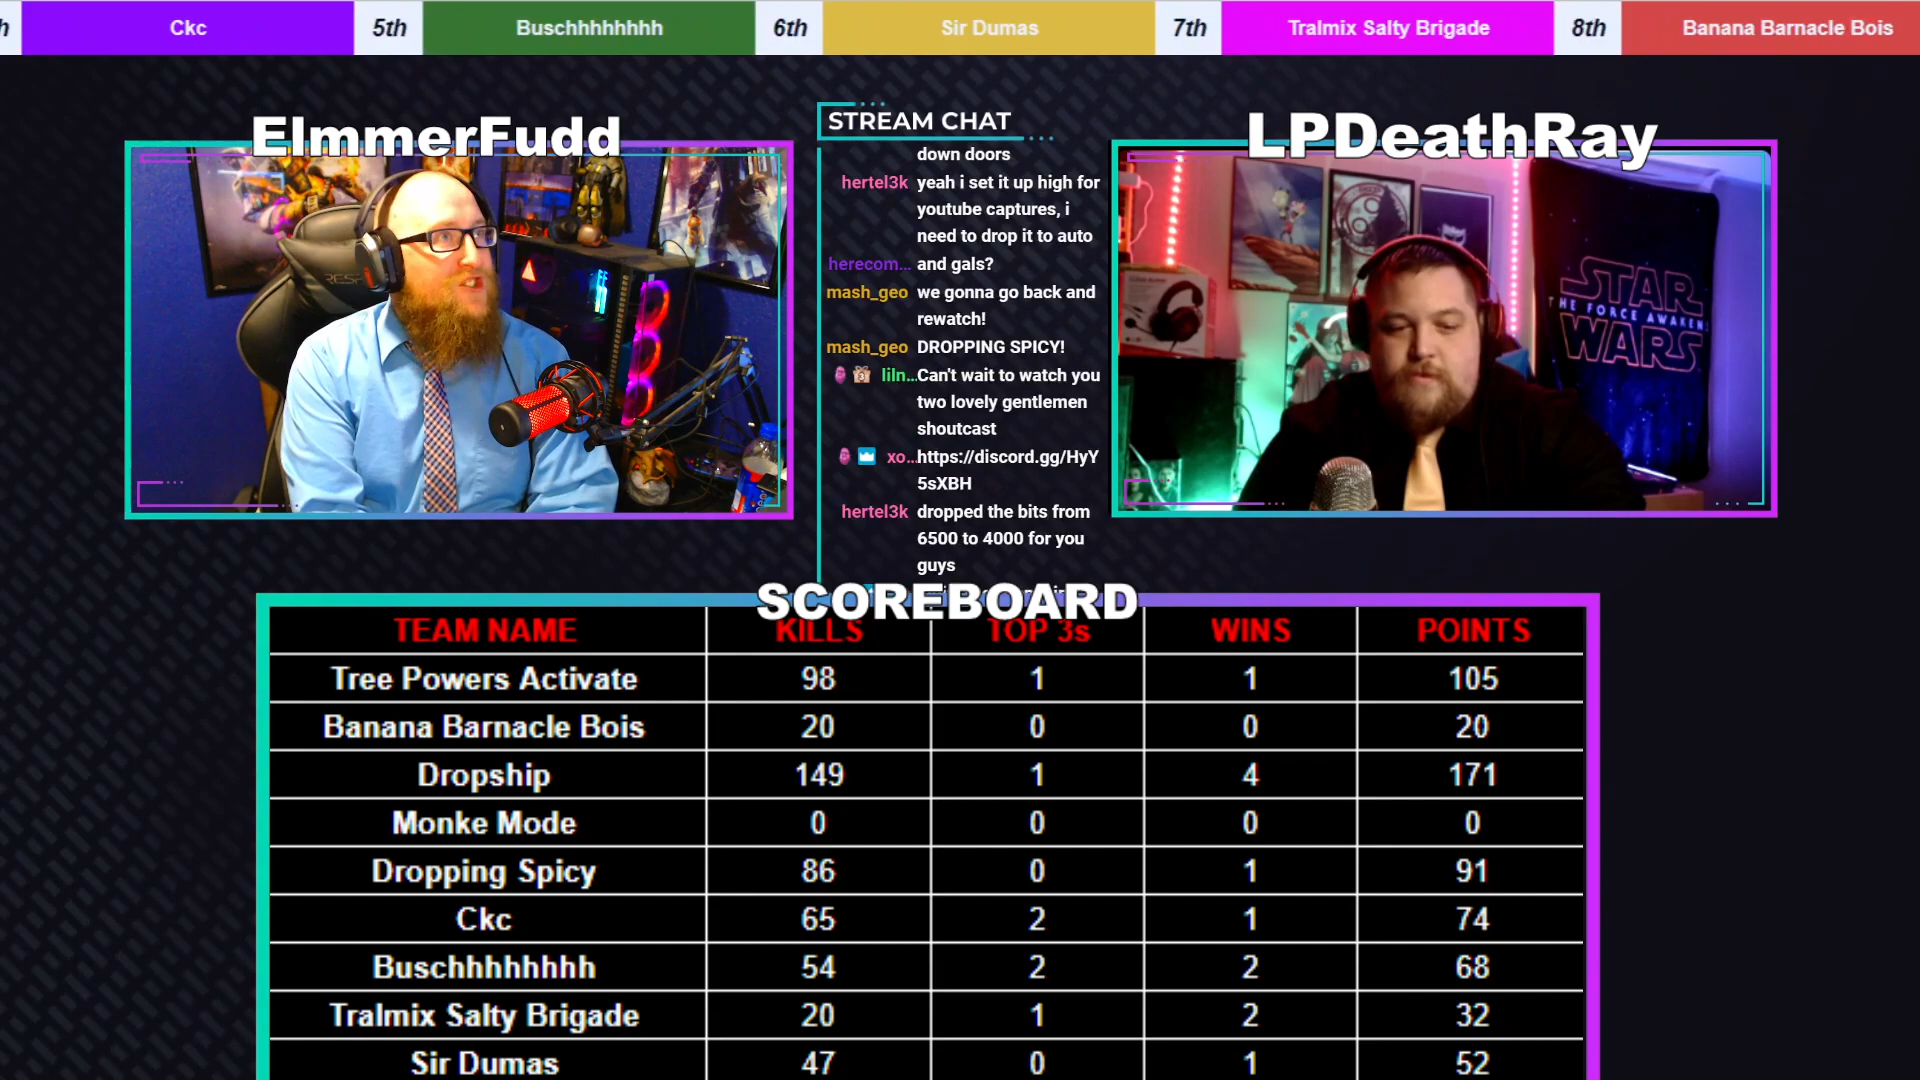 h Ckc 5th Buschhhhhhhh 6th Sir Dumas 7th Tralmix Salty Brigade 8th Banana Barnacle Bois
ElmmerFudd
STREAM CHAT
LPDeathRay
down doors
hertel3k yeah i set it up high for
youtube captures, i
need to drop it to auto
herecom... and gals?
mash_geo we gonna go back and
rewatch!
mash_geo DROPPING SPICY!
liln... Can't wait to watch you
two lovely gentlemen
shoutcast
xo... https://discord.gg/HyY
5sXBH
hertel3k dropped the bits from
6500 to 4000 for you
guys
STAR
THE FORCE AWAKENS
WARS
SCOREBOARD
TEAM NAME KILLS TOP 3s WINS POINTS
Tree Powers Activate 98 1 1 105
Banana Barnacle Bois 20 0 0 20
Dropship 149 1 4 171
Monke Mode 0 0 0 0
Dropping Spicy 86 0 1 91
Ckc 65 2 1 74
Buschhhhhhhh 54 2 2 68
Tralmix Salty Brigade 20 1 2 32
Sir Dumas 47 0 1 52